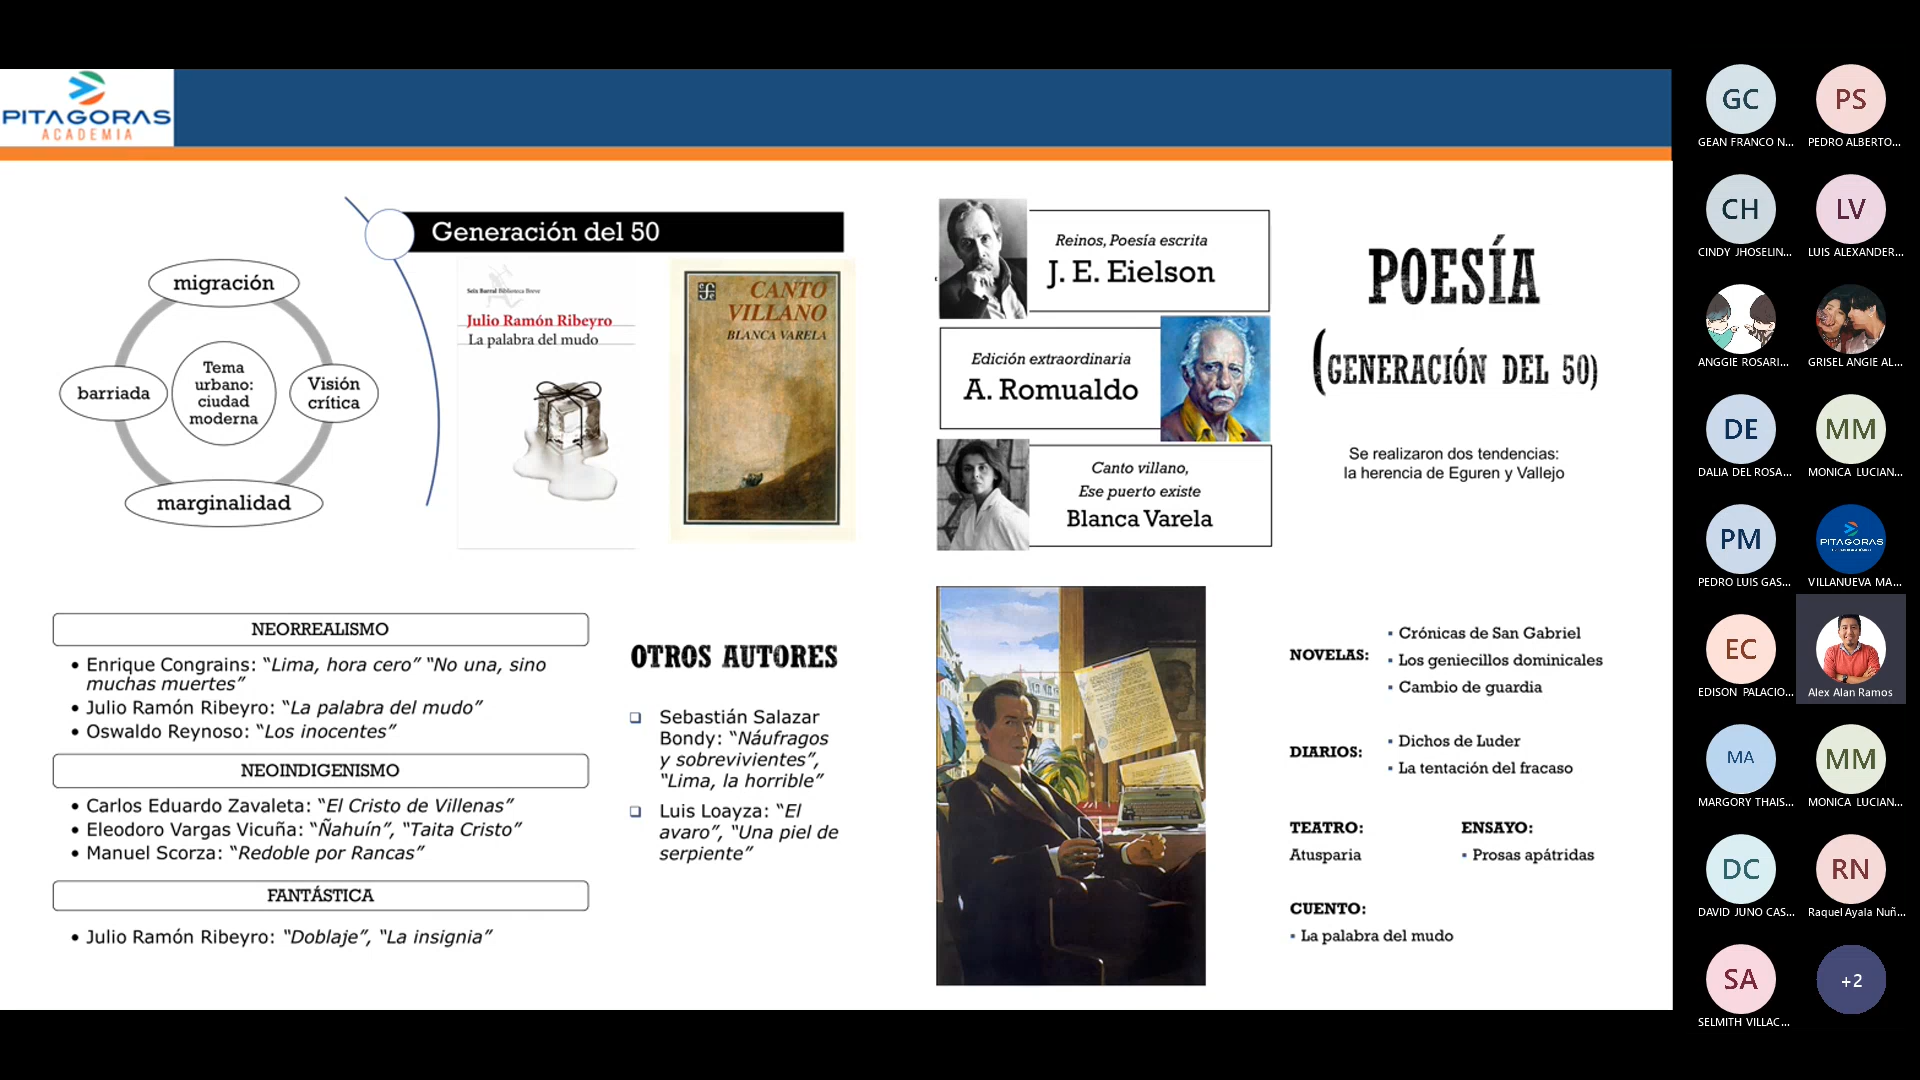 PITAGORAS
ACADEMIA
Generación del 50
migración
barriada
Tema
urbano:
ciudad
moderna
Visión
crítica
marginalidad
Seix Barral Biblioteca Breve
Julio Ramón Ribeyro
La palabra del mudo
fce
CANTO
VILLANO
BLANCA VARELA
Reinos, Poesía escrita
J. E. Eielson
Edición extraordinaria
A. Romualdo
Canto villano,
Ese puerto existe
Blanca Varela
POESÍA
(GENERACIÓN DEL 50)
Se realizaron dos tendencias:
la herencia de Eguren y Vallejo
NEORREALISMO
• Enrique Congrains: “Lima, hora cero” “No una, sino
muchas muertes”
• Julio Ramón Ribeyro: “La palabra del mudo”
• Oswaldo Reynoso: “Los inocentes”
NEOINDIGENISMO
• Carlos Eduardo Zavaleta: “El Cristo de Villenas”
• Eleodoro Vargas Vicuña: “Ñahuín”, “Taita Cristo”
• Manuel Scorza: “Redoble por Rancas”
FANTÁSTICA
• Julio Ramón Ribeyro: “Doblaje”, “La insignia”
OTROS AUTORES
❑ Sebastián Salazar
Bondy: “Náufragos
y sobrevivientes”,
“Lima, la horrible”
❑ Luis Loayza: “El
avaro”, “Una piel de
serpiente”
NOVELAS:
▪ Crónicas de San Gabriel
▪ Los geniecillos dominicales
▪ Cambio de guardia
DIARIOS:
▪ Dichos de Luder
▪ La tentación del fracaso
TEATRO:
Atusparia
ENSAYO:
▪ Prosas apátridas
CUENTO:
▪ La palabra del mudo
GC
GEAN FRANCO N...
PS
PEDRO ALBERTO...
CH
CINDY JHOSELIN...
LV
LUIS ALEXANDER...
ANGGIE ROSARI...
GRISEL ANGIE AL...
DE
DALIA DEL ROSA...
MM
MONICA LUCIAN...
PM
PEDRO LUIS GAS...
PITAGORAS
VILLANUEVA MA...
EC
EDISON PALACIO...
Alex Alan Ramos
MA
MARGORY THAIS...
MM
MONICA LUCIAN...
DC
DAVID JUNO CAS...
RN
Raquel Ayala Nuñ...
SA
SELMITH VILLAC...
+2